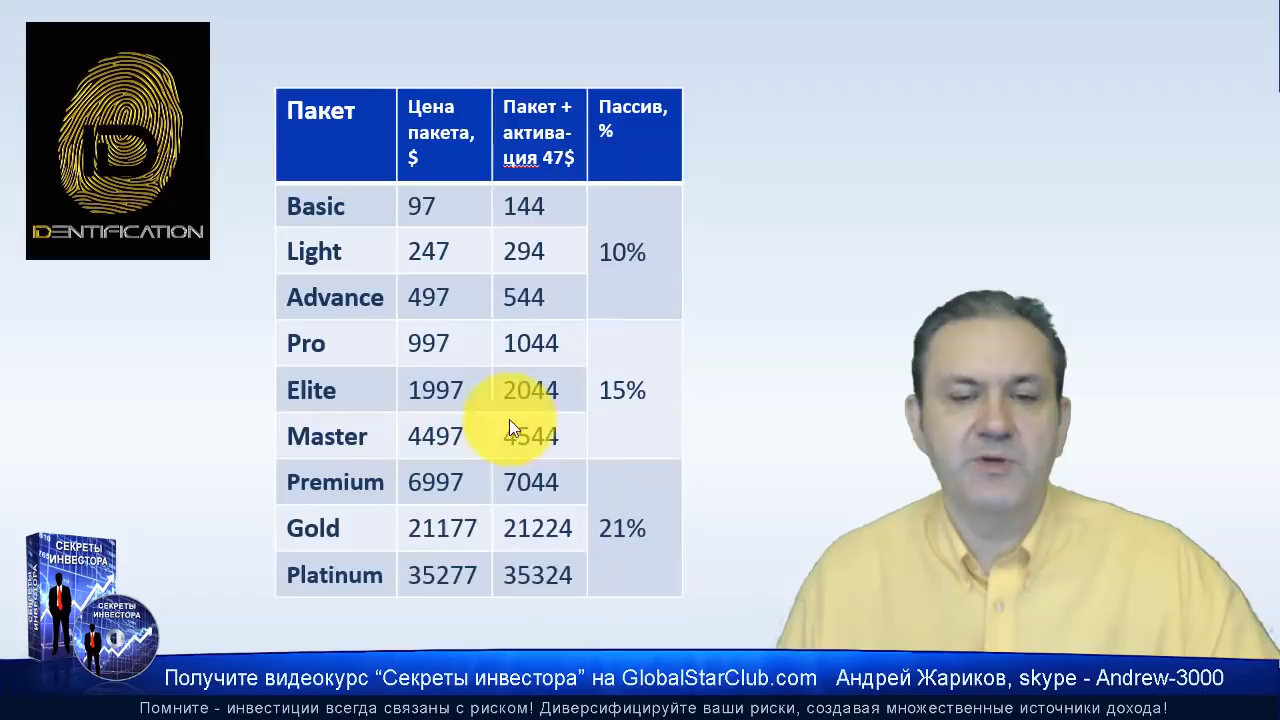 IDENTIFICATION
Пакет Цена пакета, $ Пакет + актива-ция 47$ Пассив, %
Basic 97 144
Light 247 294 10%
Advance 497 544
Pro 997 1044
Elite 1997 2044 15%
Master 4497 4544
Premium 6997 7044
Gold 21177 21224 21%
Platinum 35277 35324
СЕКРЕТЫ
ИНВЕСТОРА
СЕКРЕТЫ ИНВЕСТОРА
СЕКРЕТЫ
ИНВЕСТОРА
Получите видеокурс “Секреты инвестора” на GlobalStarClub.com Андрей Жариков, skype - Andrew-3000
Помните - инвестиции всегда связаны с риском! Диверсифицируйте ваши риски, создавая множественные источники дохода!